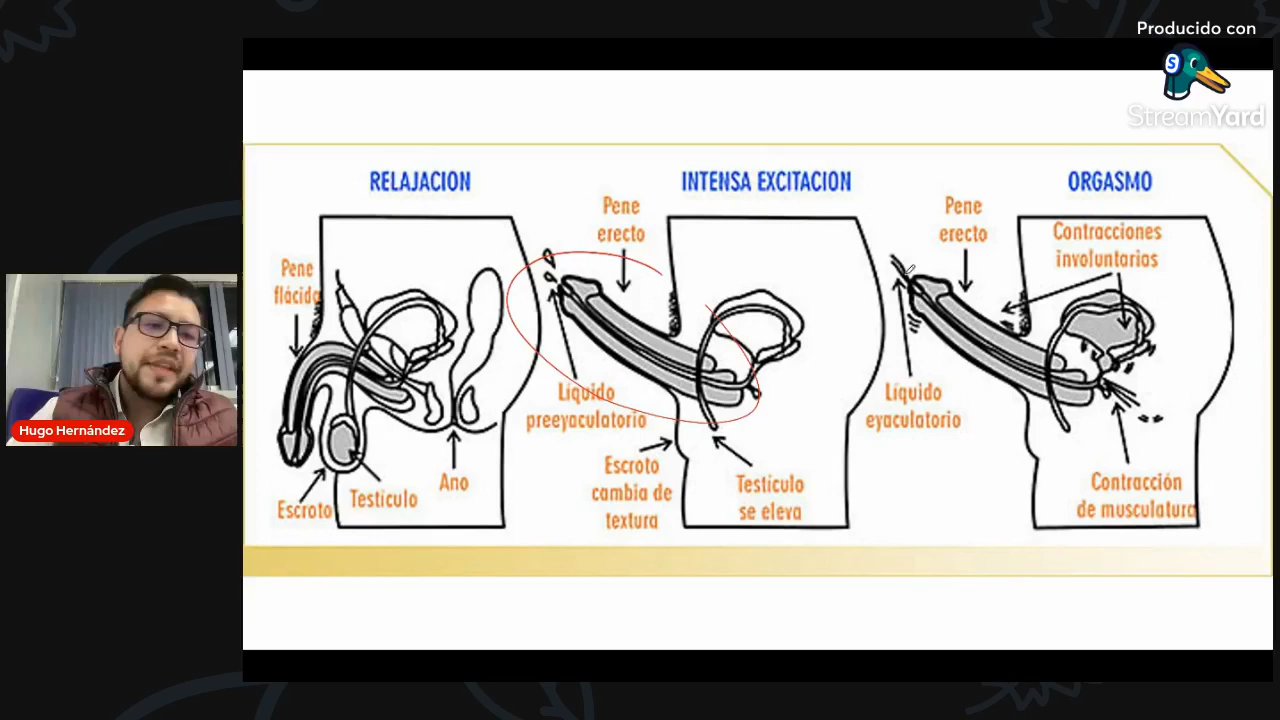 Producido con
StreamYard
RELAJACION
INTENSA EXCITACION
ORGASMO
Pene
flácido
Escroto
Testículo
Ano
Pene
erecto
Líquido
preeyaculatorio
Escroto
cambia de
textura
Testículo
se eleva
Pene
erecto
Contracciones
involuntarias
Líquido
eyaculatorio
Contracción
de musculatura
Hugo Hernández